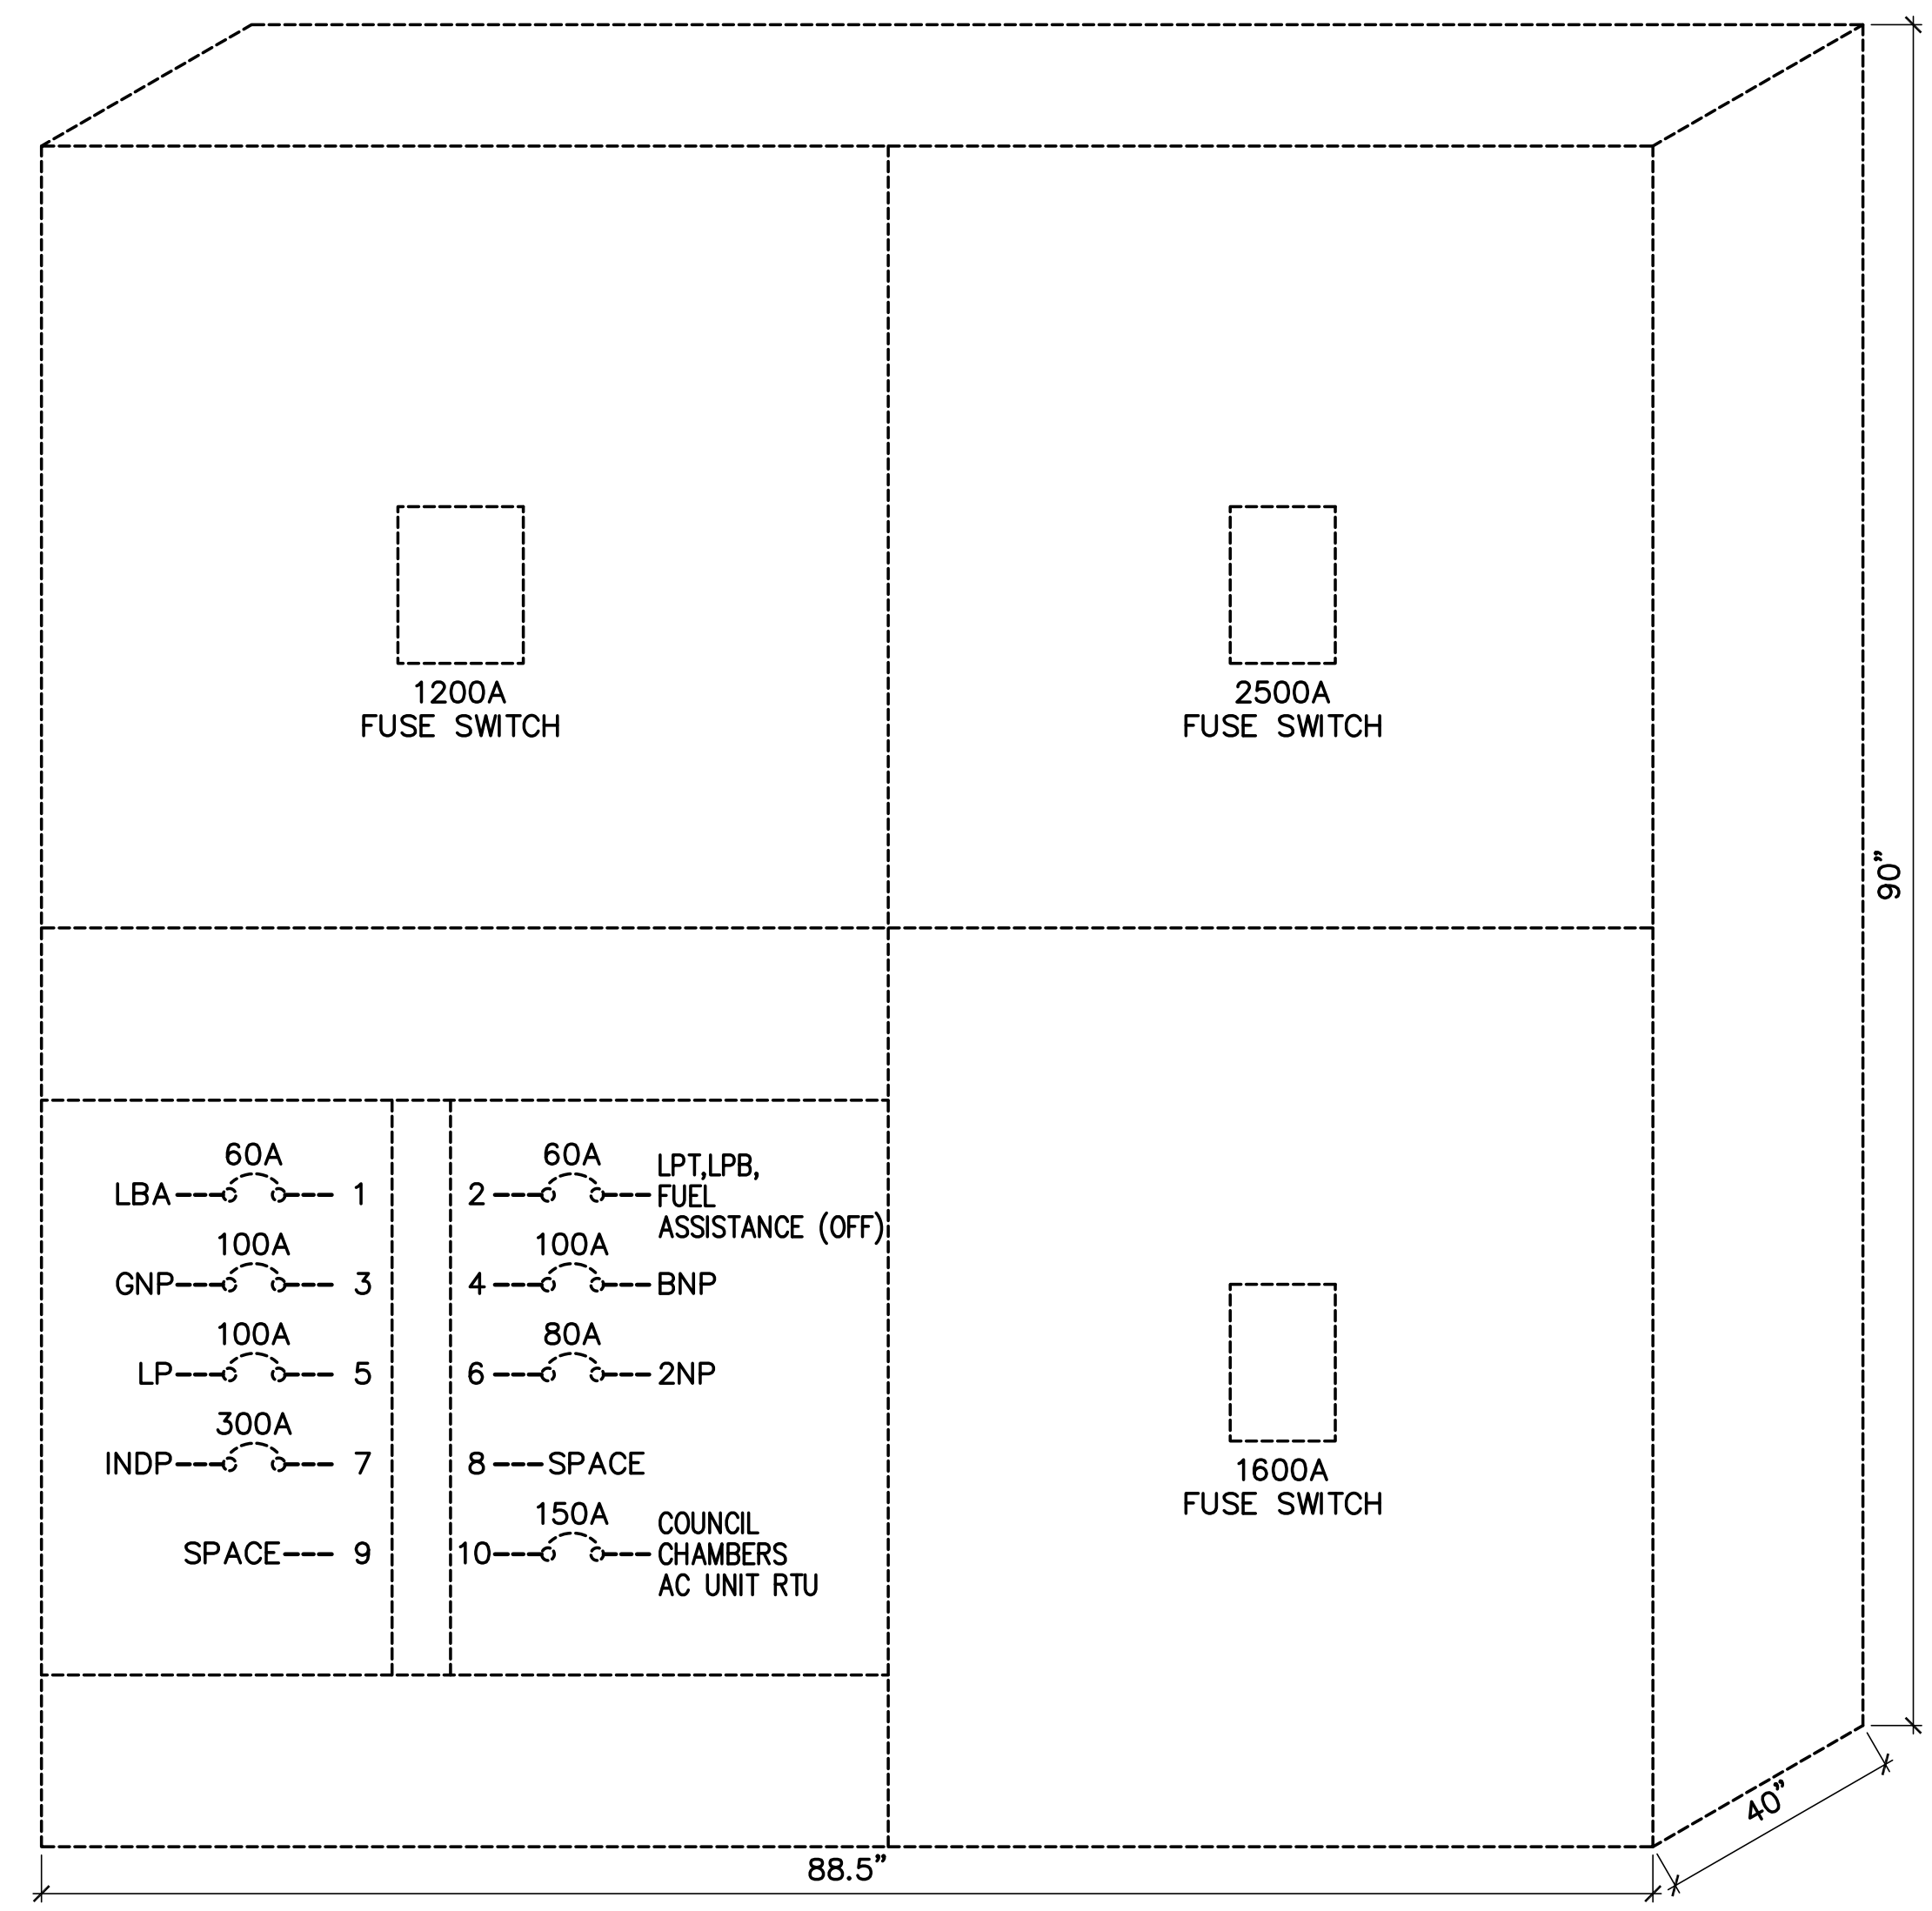 1200A
FUSE SWITCH
2500A
FUSE SWITCH
90"
60A
LBA 1
60A
2 LPT,LPB,
FUEL
ASSISTANCE (OFF)
100A
GNP 3
100A
4 BNP
100A
LP 5
80A
6 2NP
300A
INDP 7
8 SPACE
SPACE 9
150A
10 COUNCIL
CHAMBERS
AC UNIT RTU
1600A
FUSE SWITCH
40"
88.5"